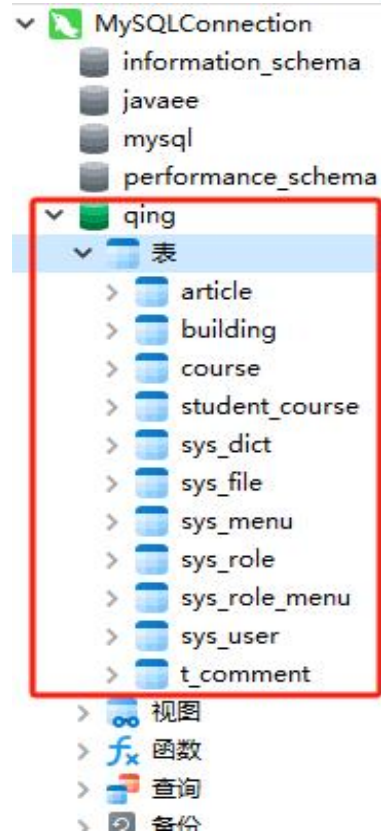 MySQLConnection
information_schema
javaee
mysql
performance_schema
qing
表
article
building
course
student_course
sys_dict
sys_file
sys_menu
sys_role
sys_role_menu
sys_user
t_comment
视图
fx 函数
查询
备份